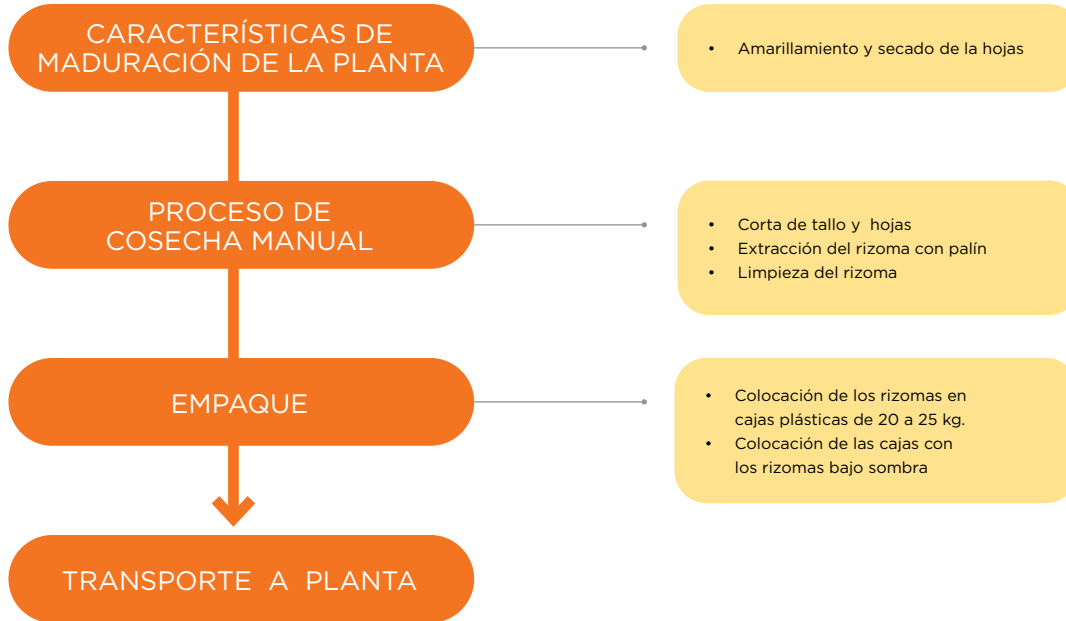 CARACTERÍSTICAS DE
MADURACIÓN DE LA PLANTA
• Amarillamiento y secado de la hojas
PROCESO DE
COSECHA MANUAL
• Corta de tallo y hojas
• Extracción del rizoma con palín
• Limpieza del rizoma
EMPAQUE
• Colocación de los rizomas en
cajas plásticas de 20 a 25 kg.
• Colocación de las cajas con
los rizomas bajo sombra
TRANSPORTE A PLANTA